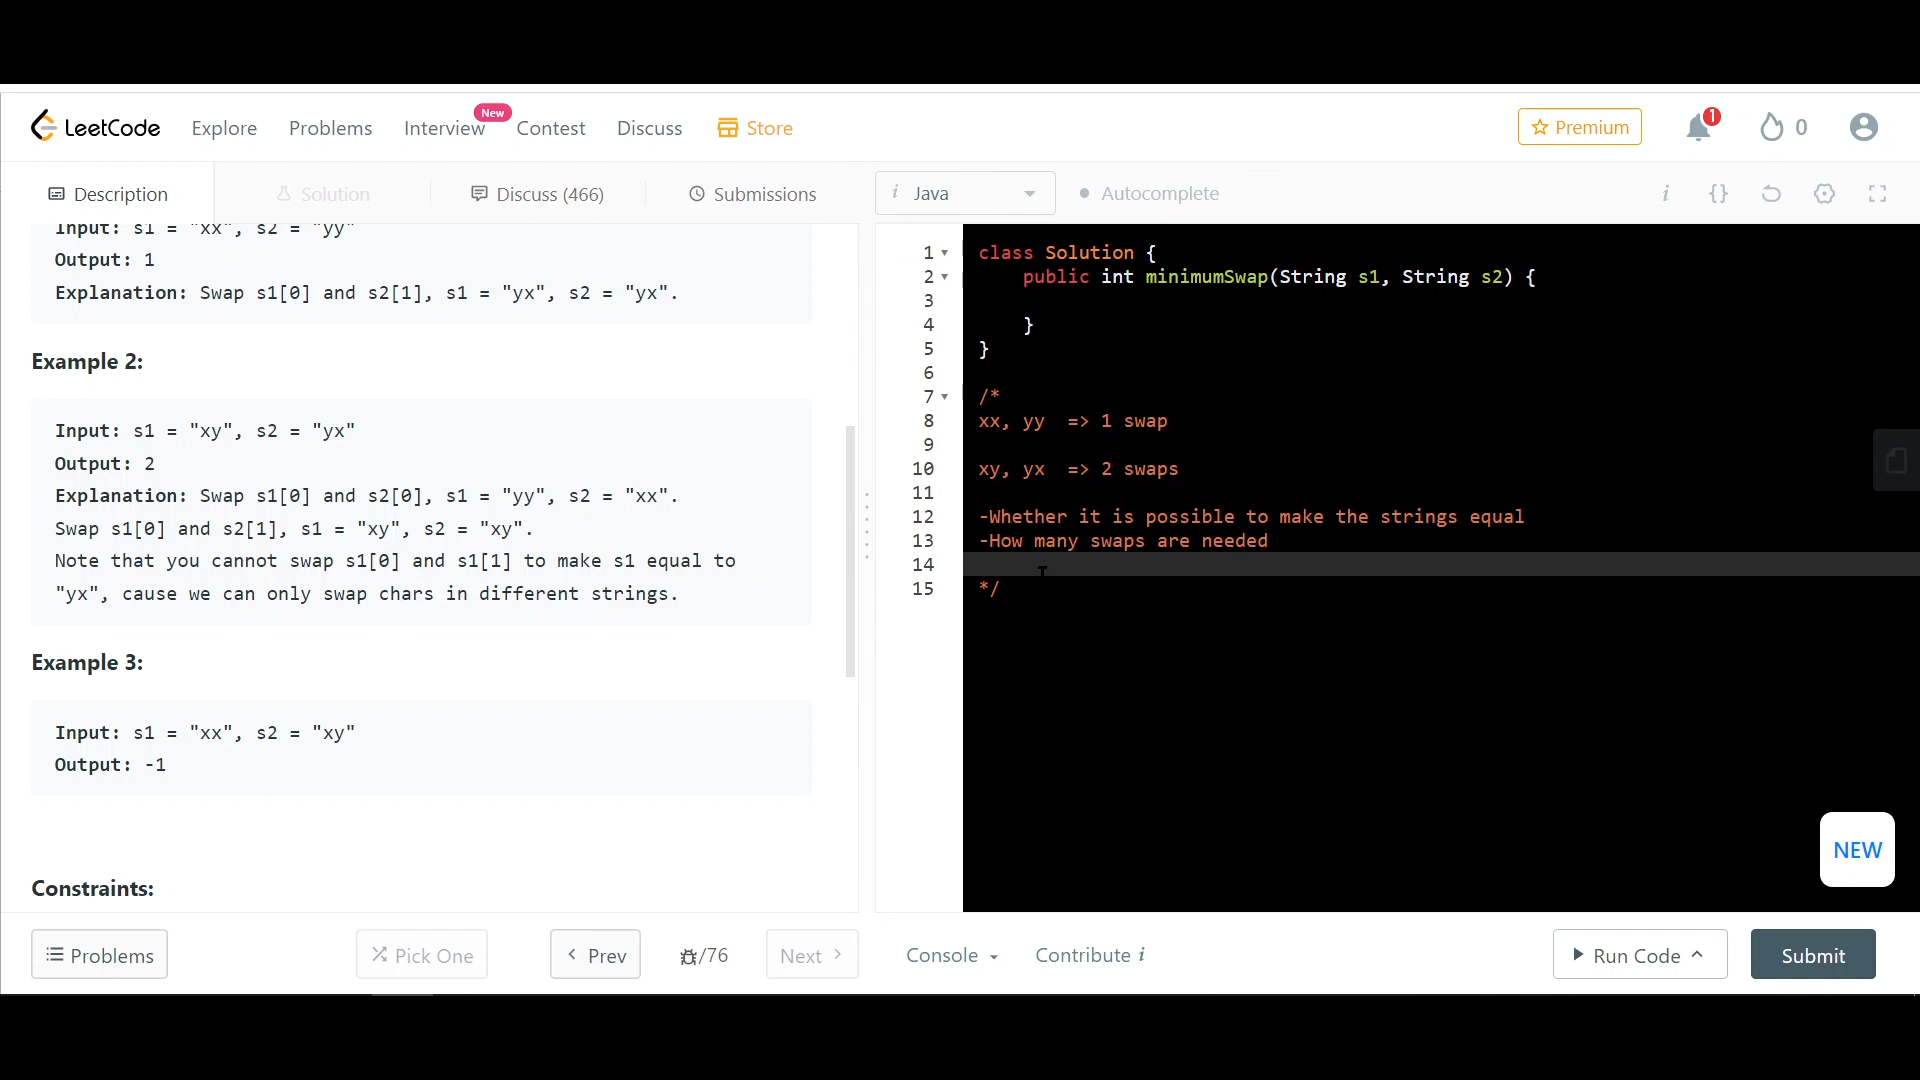 LeetCode Explore Problems Interview New Contest Discuss Store Premium 1 0
Description Solution Discuss (466) Submissions i Java Autocomplete i {}
Input: s1 = "xx", s2 = "yy"
Output: 1
Explanation: Swap s1[0] and s2[1], s1 = "yx", s2 = "yx".
Example 2:
Input: s1 = "xy", s2 = "yx"
Output: 2
Explanation: Swap s1[0] and s2[0], s1 = "yy", s2 = "xx".
Swap s1[0] and s2[1], s1 = "xy", s2 = "xy".
Note that you cannot swap s1[0] and s1[1] to make s1 equal to
"yx", cause we can only swap chars in different strings.
Example 3:
Input: s1 = "xx", s2 = "xy"
Output: -1
Constraints:
1 class Solution {
2 public int minimumSwap(String s1, String s2) {
3
4 }
5 }
6
7 /*
8 xx, yy => 1 swap
9
10 xy, yx => 2 swaps
11
12 -Whether it is possible to make the strings equal
13 -How many swaps are needed
14
15 */
NEW
Problems Pick One < Prev /76 Next > Console Contribute i Run Code Submit